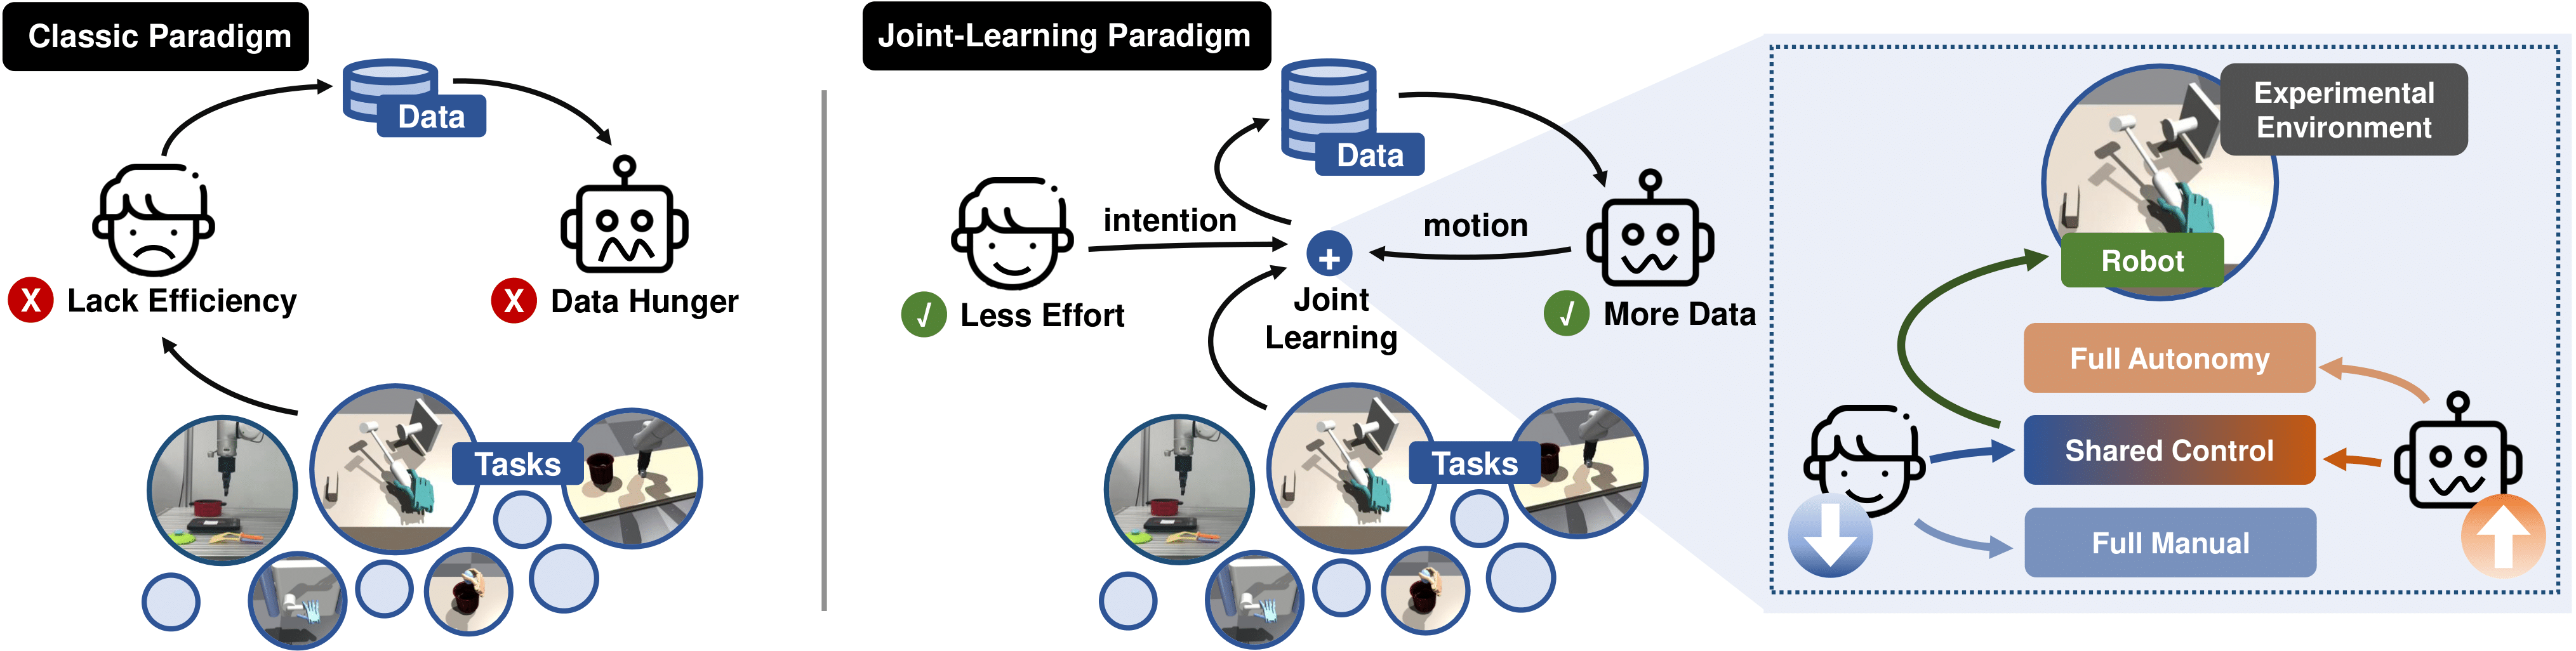 Classic Paradigm
Data
X Lack Efficiency
X Data Hunger
Tasks
Joint-Learning Paradigm
Data
intention
motion
+
Joint
Learning
√ Less Effort
√ More Data
Tasks
Experimental
Environment
Robot
Full Autonomy
Shared Control
Full Manual